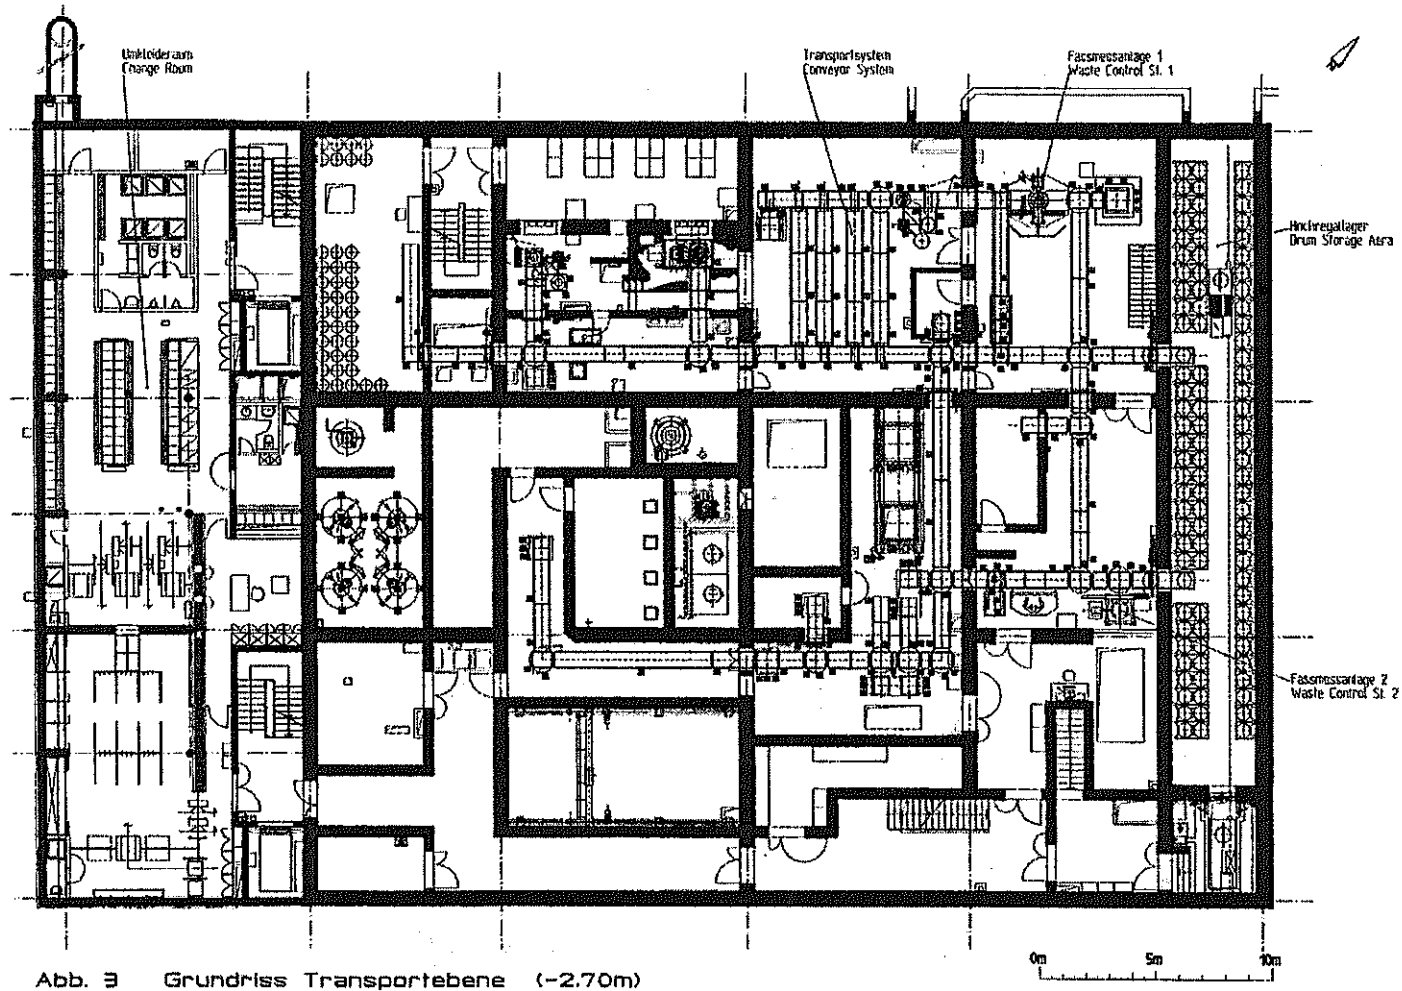 Umkleideraum
Change Room
Transportsystem
Conveyor System
Fassmessanlage 1
Waste Control St. 1
Hochregallager
Drum Storage Aera
Fassmessanlage 2
Waste Control St. 2
0m 5m 10m
Abb. 3 Grundriss Transportebene (-2.70m)